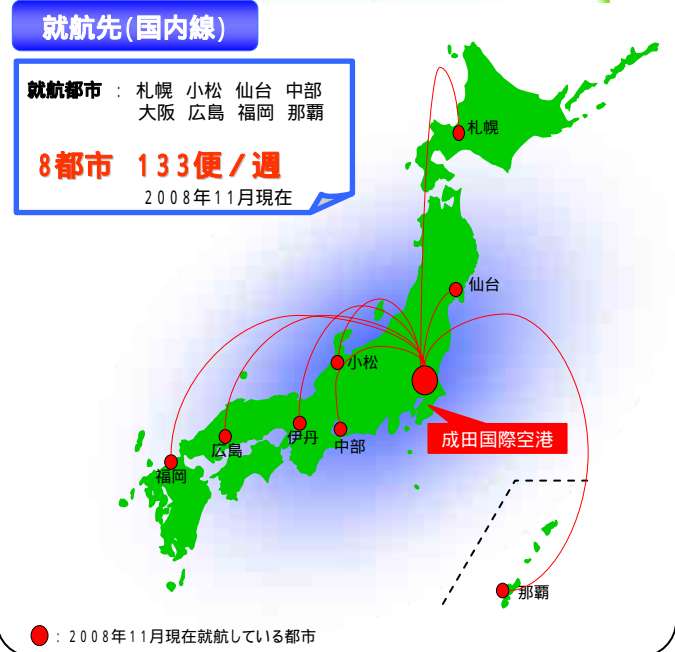 就航先(国内線)
就航都市 : 札幌 小松 仙台 中部
大阪 広島 福岡 那覇
8都市 133便/週
2008年11月現在
札幌
仙台
小松
成田国際空港
伊丹
中部
広島
福岡
那覇
: 2008年11月現在就航している都市